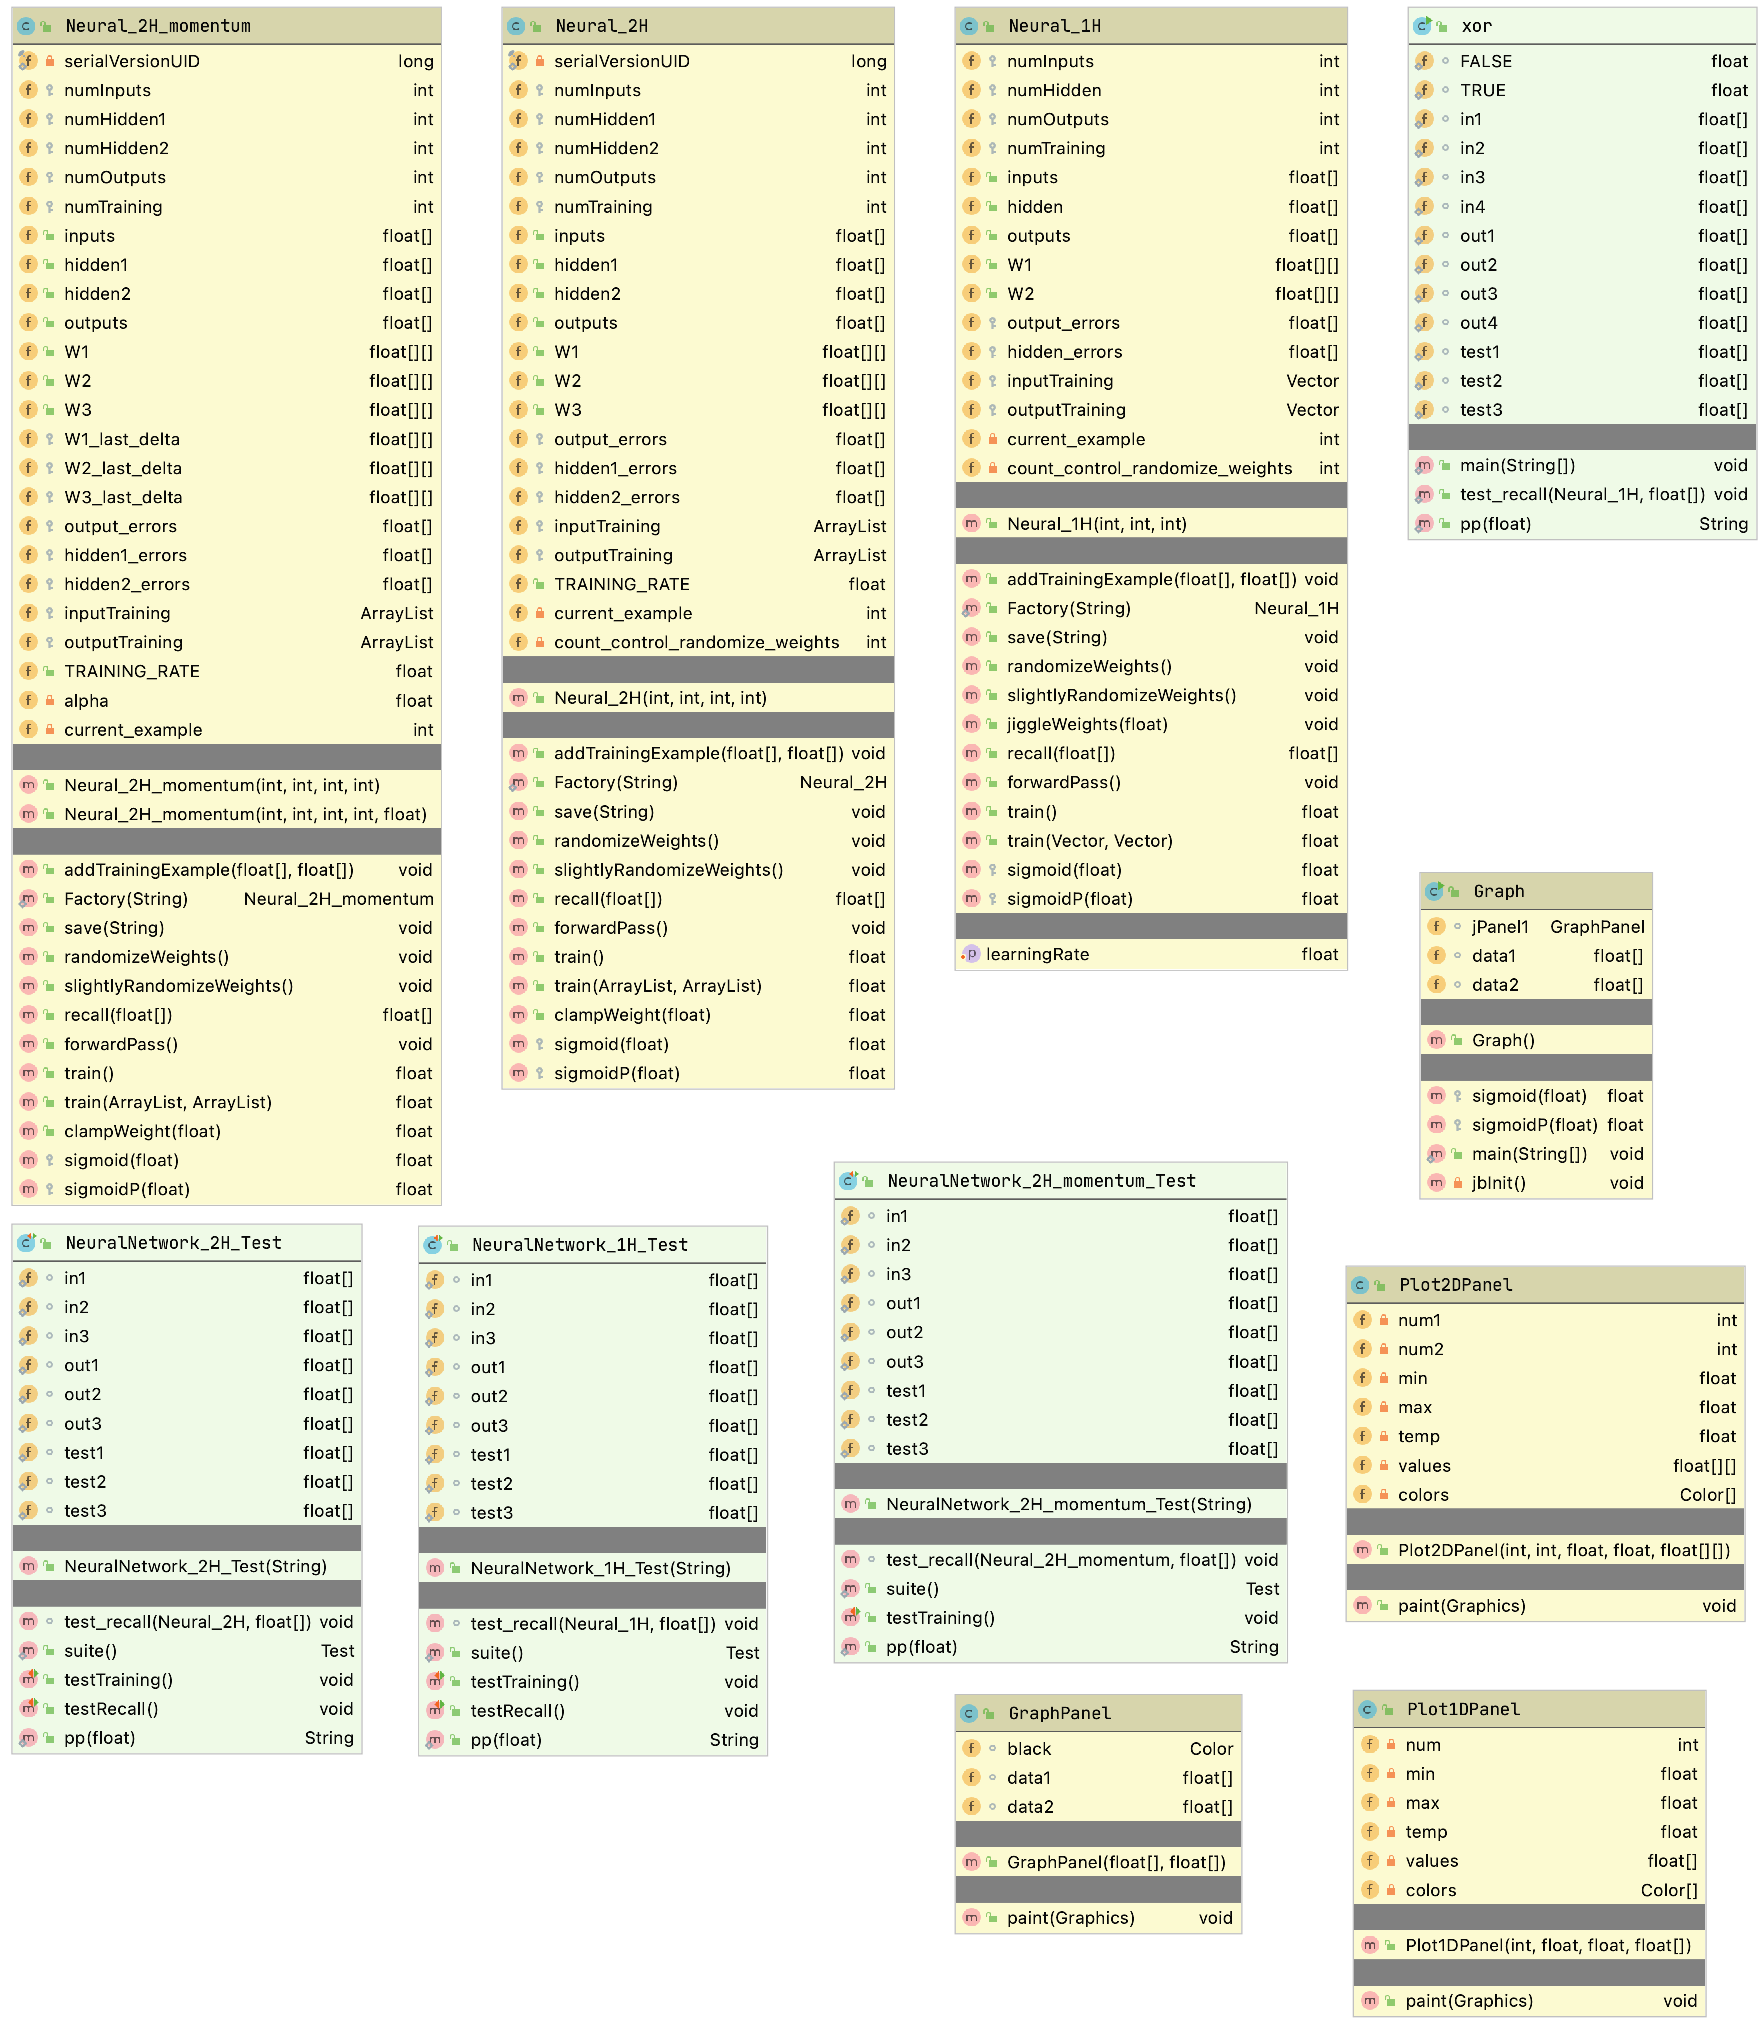 Neural_2H_momentum
serialVersionUID long
numInputs int
numHidden1 int
numHidden2 int
numOutputs int
numTraining int
inputs float[]
hidden1 float[]
hidden2 float[]
outputs float[]
W1 float[][]
W2 float[][]
W3 float[][]
W1_last_delta float[][]
W2_last_delta float[][]
W3_last_delta float[][]
output_errors float[]
hidden1_errors float[]
hidden2_errors float[]
inputTraining ArrayList
outputTraining ArrayList
TRAINING_RATE float
alpha float
current_example int
Neural_2H_momentum(int, int, int, int)
Neural_2H_momentum(int, int, int, int, float)
addTrainingExample(float[], float[]) void
Factory(String) Neural_2H_momentum
save(String) void
randomizeWeights() void
slightlyRandomizeWeights() void
recall(float[]) float[]
forwardPass() void
train() float
train(ArrayList, ArrayList) float
clampWeight(float) float
sigmoid(float) float
sigmoidP(float) float
Neural_2H
serialVersionUID long
numInputs int
numHidden1 int
numHidden2 int
numOutputs int
numTraining int
inputs float[]
hidden1 float[]
hidden2 float[]
outputs float[]
W1 float[][]
W2 float[][]
W3 float[][]
output_errors float[]
hidden1_errors float[]
hidden2_errors float[]
inputTraining ArrayList
outputTraining ArrayList
TRAINING_RATE float
current_example int
count_control_randomize_weights int
Neural_2H(int, int, int, int)
addTrainingExample(float[], float[]) void
Factory(String) Neural_2H
save(String) void
randomizeWeights() void
slightlyRandomizeWeights() void
recall(float[]) float[]
forwardPass() void
train() float
train(ArrayList, ArrayList) float
clampWeight(float) float
sigmoid(float) float
sigmoidP(float) float
Neural_1H
numInputs int
numHidden int
numOutputs int
numTraining int
inputs float[]
hidden float[]
outputs float[]
W1 float[][]
W2 float[][]
output_errors float[]
hidden_errors float[]
inputTraining Vector
outputTraining Vector
current_example int
count_control_randomize_weights int
Neural_1H(int, int, int)
addTrainingExample(float[], float[]) void
Factory(String) Neural_1H
save(String) void
randomizeWeights() void
slightlyRandomizeWeights() void
jiggleWeights(float) void
recall(float[]) float[]
forwardPass() void
train() float
train(Vector, Vector) float
sigmoid(float) float
sigmoidP(float) float
learningRate float
xor
FALSE float
TRUE float
in1 float[]
in2 float[]
in3 float[]
in4 float[]
out1 float[]
out2 float[]
out3 float[]
out4 float[]
test1 float[]
test2 float[]
test3 float[]
main(String[]) void
test_recall(Neural_1H, float[]) void
pp(float) String
Graph
jPanel1 GraphPanel
data1 float[]
data2 float[]
Graph()
sigmoid(float) float
sigmoidP(float) float
main(String[]) void
jbInit() void
NeuralNetwork_2H_Test
in1 float[]
in2 float[]
in3 float[]
out1 float[]
out2 float[]
out3 float[]
test1 float[]
test2 float[]
test3 float[]
NeuralNetwork_2H_Test(String)
test_recall(Neural_2H, float[]) void
suite() Test
testTraining() void
testRecall() void
pp(float) String
NeuralNetwork_1H_Test
in1 float[]
in2 float[]
in3 float[]
out1 float[]
out2 float[]
out3 float[]
test1 float[]
test2 float[]
test3 float[]
NeuralNetwork_1H_Test(String)
test_recall(Neural_1H, float[]) void
suite() Test
testTraining() void
testRecall() void
pp(float) String
NeuralNetwork_2H_momentum_Test
in1 float[]
in2 float[]
in3 float[]
out1 float[]
out2 float[]
out3 float[]
test1 float[]
test2 float[]
test3 float[]
NeuralNetwork_2H_momentum_Test(String)
test_recall(Neural_2H_momentum, float[]) void
suite() Test
testTraining() void
pp(float) String
Plot2DPanel
num1 int
num2 int
min float
max float
temp float
values float[][]
colors Color[]
Plot2DPanel(int, int, float, float, float[][])
paint(Graphics) void
GraphPanel
black Color
data1 float[]
data2 float[]
GraphPanel(float[], float[])
paint(Graphics) void
Plot1DPanel
num int
min float
max float
temp float
values float[]
colors Color[]
Plot1DPanel(int, float, float, float[])
paint(Graphics) void